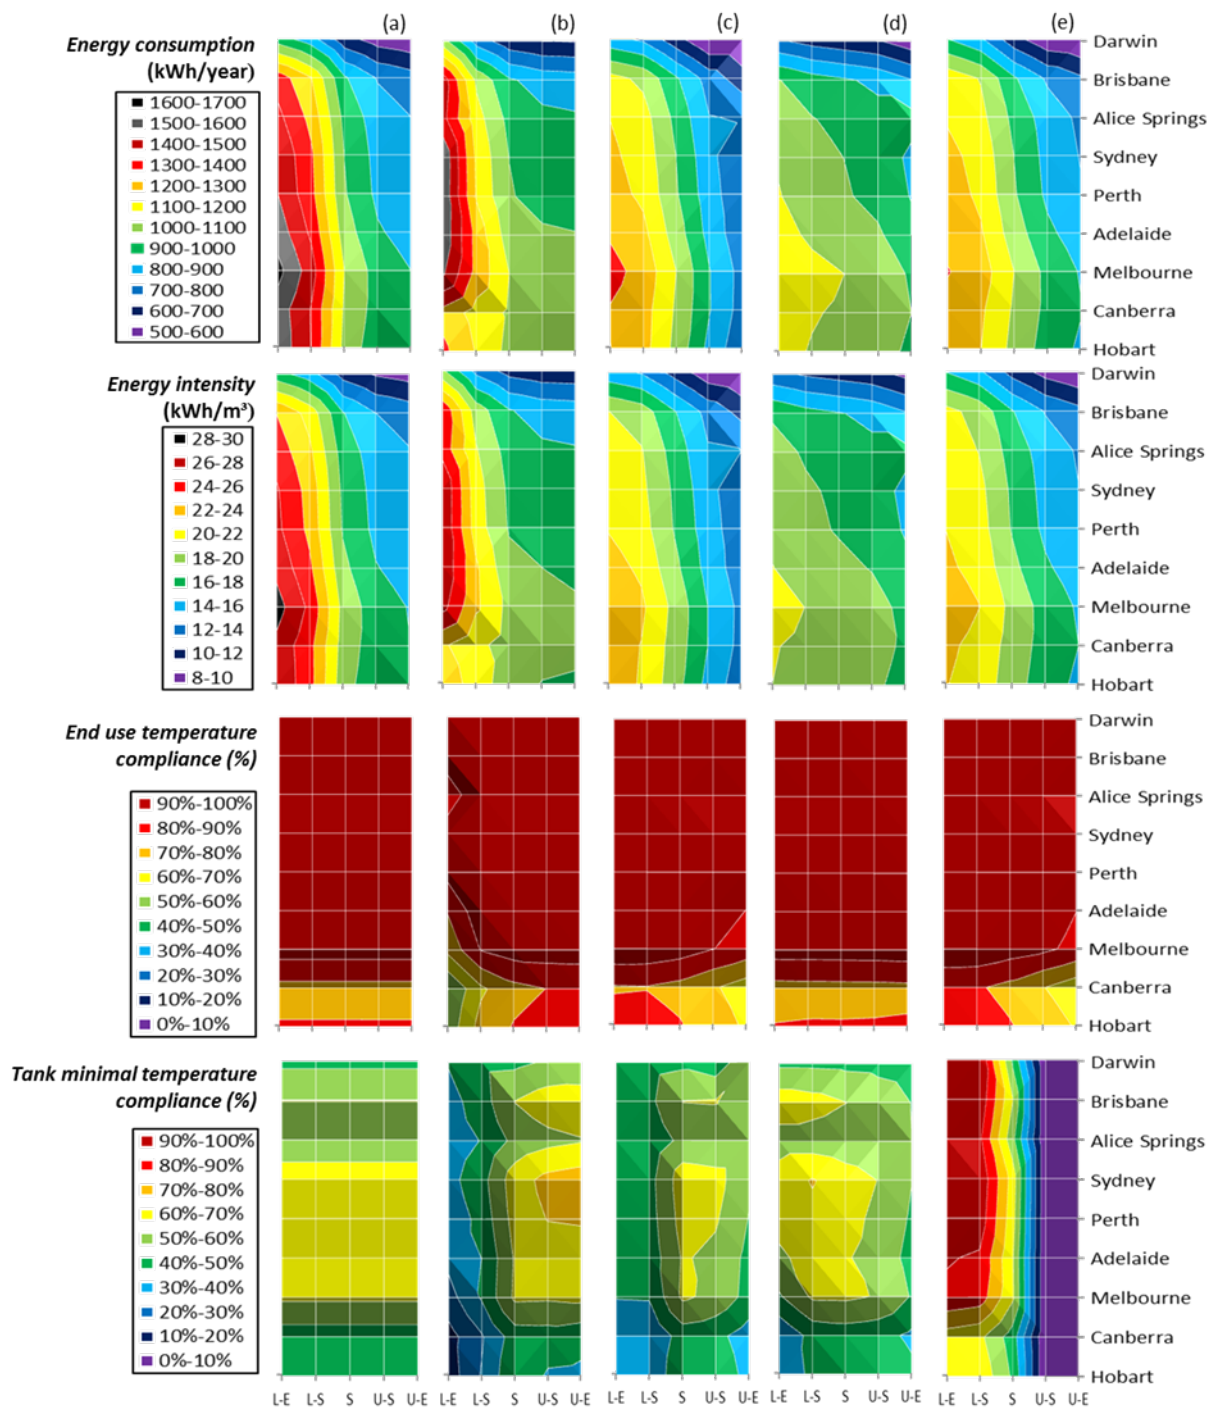 (a) (b) (c) (d) (e)
Energy consumption
(kWh/year)
1600-1700
1500-1600
1400-1500
1300-1400
1200-1300
1100-1200
1000-1100
900-1000
800-900
700-800
600-700
500-600
Darwin
Brisbane
Alice Springs
Sydney
Perth
Adelaide
Melbourne
Canberra
Hobart
Energy intensity
(kWh/m³)
28-30
26-28
24-26
22-24
20-22
18-20
16-18
14-16
12-14
10-12
8-10
Darwin
Brisbane
Alice Springs
Sydney
Perth
Adelaide
Melbourne
Canberra
Hobart
End use temperature
compliance (%)
90%-100%
80%-90%
70%-80%
60%-70%
50%-60%
40%-50%
30%-40%
20%-30%
10%-20%
0%-10%
Darwin
Brisbane
Alice Springs
Sydney
Perth
Adelaide
Melbourne
Canberra
Hobart
Tank minimal temperature
compliance (%)
90%-100%
80%-90%
70%-80%
60%-70%
50%-60%
40%-50%
30%-40%
20%-30%
10%-20%
0%-10%
Darwin
Brisbane
Alice Springs
Sydney
Perth
Adelaide
Melbourne
Canberra
Hobart
L-E L-S S U-S U-E L-E L-S S U-S U-E L-E L-S S U-S U-E L-E L-S S U-S U-E L-E L-S S U-S U-E